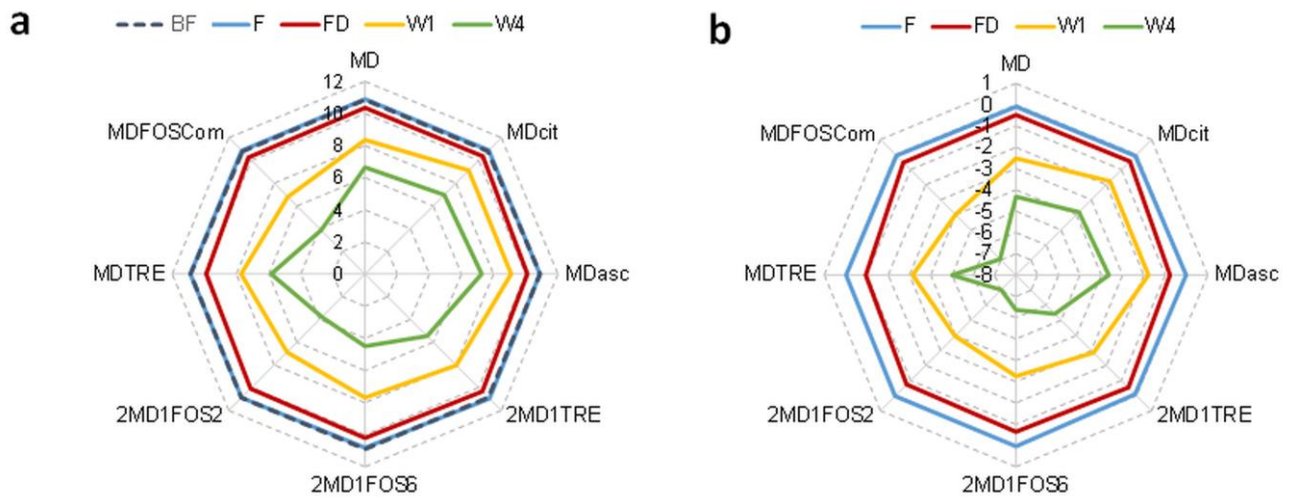 a
BF F FD W1 W4
MD
12
10
8
6
4
2
0
MDFOSCom
MDcit
MDTRE
MDasc
2MD1FOS2
2MD1TRE
2MD1FOS6
b
F FD W1 W4
MD
1
0
-1
-2
-3
-4
-5
-6
-7
-8
MDFOSCom
MDcit
MDTRE
MDasc
2MD1FOS2
2MD1TRE
2MD1FOS6